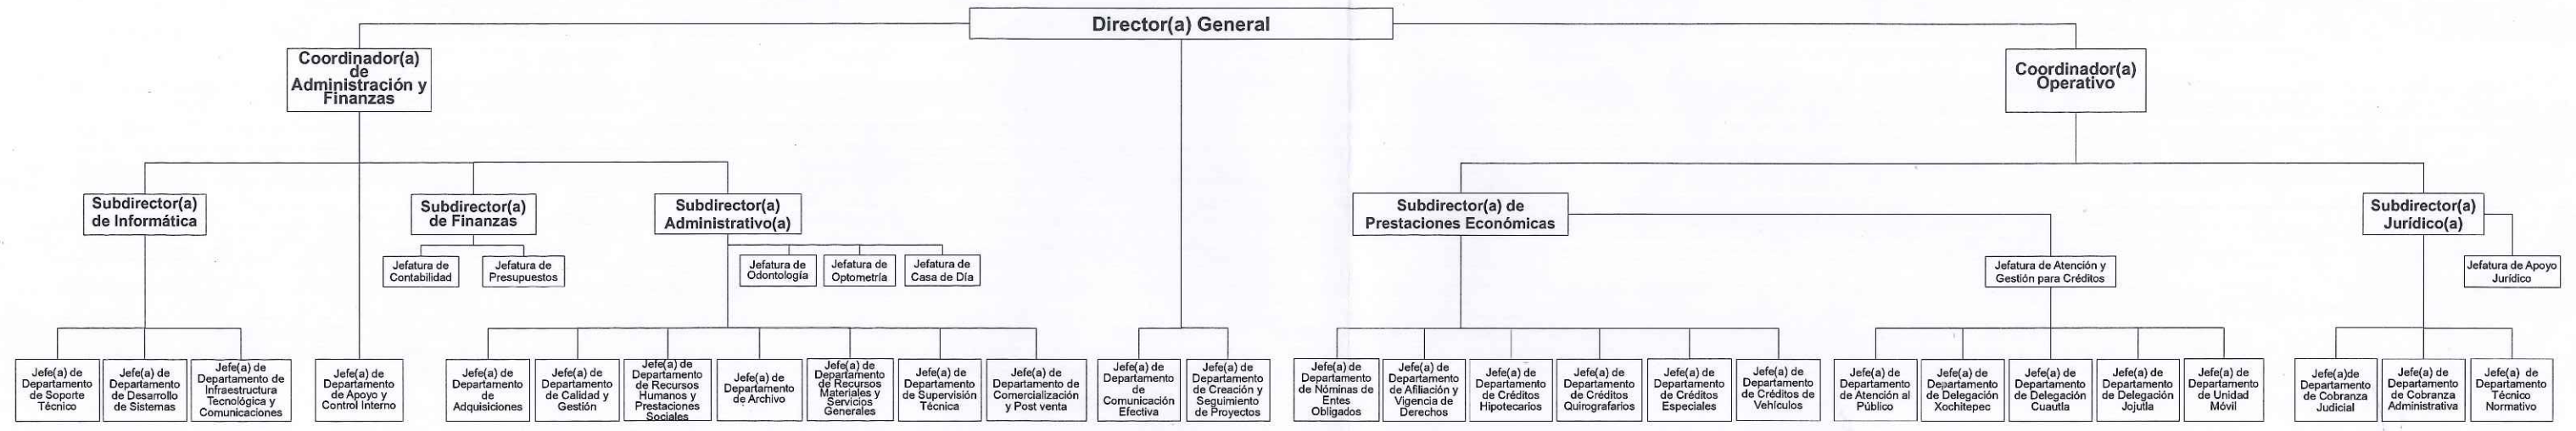 Director(a) General
Coordinador(a)
de
Administración y
Finanzas
Coordinador(a)
Operativo
Subdirector(a)
de Informática
Subdirector(a)
de Finanzas
Subdirector(a)
Administrativo(a)
Subdirector(a) de
Prestaciones Económicas
Subdirector(a)
Jurídico(a)
Jefatura de
Contabilidad
Jefatura de
Presupuestos
Jefatura de
Odontología
Jefatura de
Optometría
Jefatura de
Casa de Día
Jefatura de Atención y
Gestión para Créditos
Jefatura de Apoyo
Jurídico
Jefe(a) de
Departamento
de Soporte
Técnico
Jefe(a) de
Departamento
de Desarrollo
de Sistemas
Jefe(a) de
Departamento de
Infraestructura
Tecnológica y
Comunicaciones
Jefe(a) de
Departamento
de Apoyo y
Control Interno
Jefe(a) de
Departamento
de
Adquisiciones
Jefe(a) de
Departamento
de Calidad y
Gestión
Jefe(a) de
Departamento
de Recursos
Humanos y
Prestaciones
Sociales
Jefe(a) de
Departamento
de Archivo
Jefe(a) de
Departamento
de Recursos
Materiales y
Servicios
Generales
Jefe(a) de
Departamento
de Supervisión
Técnica
Jefe(a) de
Departamento de
Comercialización
y Post venta
Jefe(a) de
Departamento
de
Comunicación
Efectiva
Jefe(a) de
Departamento
de Creación y
Seguimiento
de Proyectos
Jefe(a) de
Departamento
de Nóminas de
Entes
Obligados
Jefe(a) de
Departamento
de Afiliación y
Vigencia de
Derechos
Jefe(a) de
Departamento
de Créditos
Hipotecarios
Jefe(a) de
Departamento
de Créditos
Quirografarios
Jefe(a) de
Departamento
de Créditos
Especiales
Jefe(a) de
Departamento
de Créditos de
Vehículos
Jefe(a) de
Departamento
de Atención al
Público
Jefe(a) de
Departamento
de Delegación
Xochitepec
Jefe(a) de
Departamento
de Delegación
Cuautla
Jefe(a) de
Departamento
de Delegación
Jojutla
Jefe(a) de
Departamento
de Unidad
Móvil
Jefe(a)de
Departamento
de Cobranza
Judicial
Jefe(a) de
Departamento
de Cobranza
Administrativa
Jefe(a) de
Departamento
Técnico
Normativo